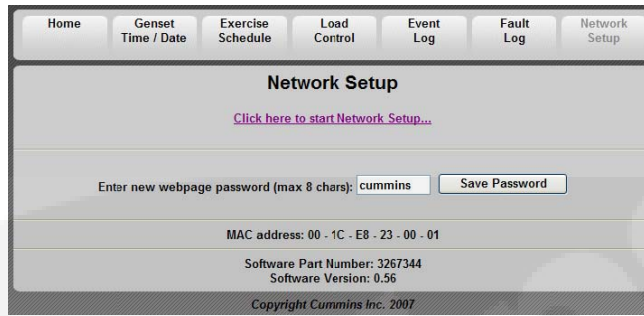 Home
Genset Time / Date
Exercise Schedule
Load Control
Event Log
Fault Log
Network Setup
Network Setup
Click here to start Network Setup...
Enter new webpage password (max 8 chars): cummins Save Password
MAC address: 00 - 1C - E8 - 23 - 00 - 01
Software Part Number: 3267344
Software Version: 0.56
Copyright Cummins Inc. 2007